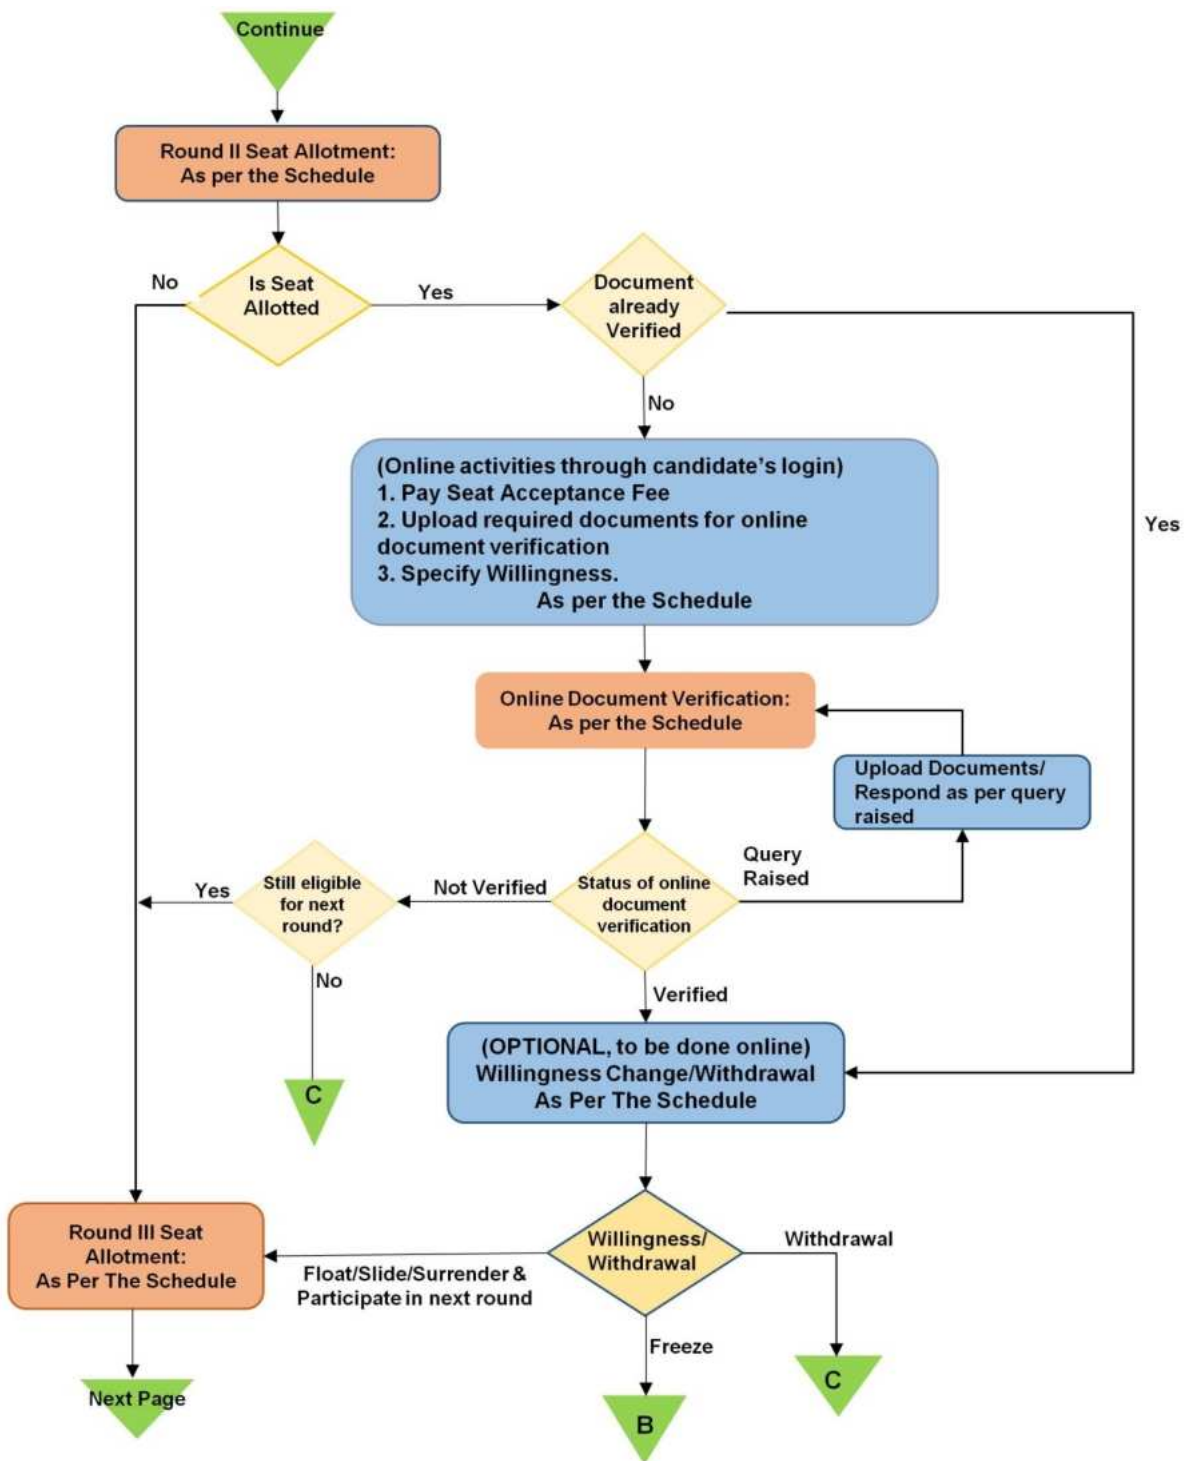 Continue
Round II Seat Allotment:
As per the Schedule
No
Is Seat
Allotted
Yes
Document
already
Verified
No
(Online activities through candidate's login)
1. Pay Seat Acceptance Fee
2. Upload required documents for online
document verification
3. Specify Willingness.
As per the Schedule
Yes
Online Document Verification:
As per the Schedule
Upload Documents/
Respond as per query
raised
Yes
Still eligible
for next
round?
Not Verified
Status of online
document
verification
Query
Raised
No
Verified
C
(OPTIONAL, to be done online)
Willingness Change/Withdrawal
As Per The Schedule
Round III Seat
Allotment:
As Per The Schedule
Float/Slide/Surrender &
Participate in next round
Willingness/
Withdrawal
Withdrawal
Freeze
Next Page
B
C